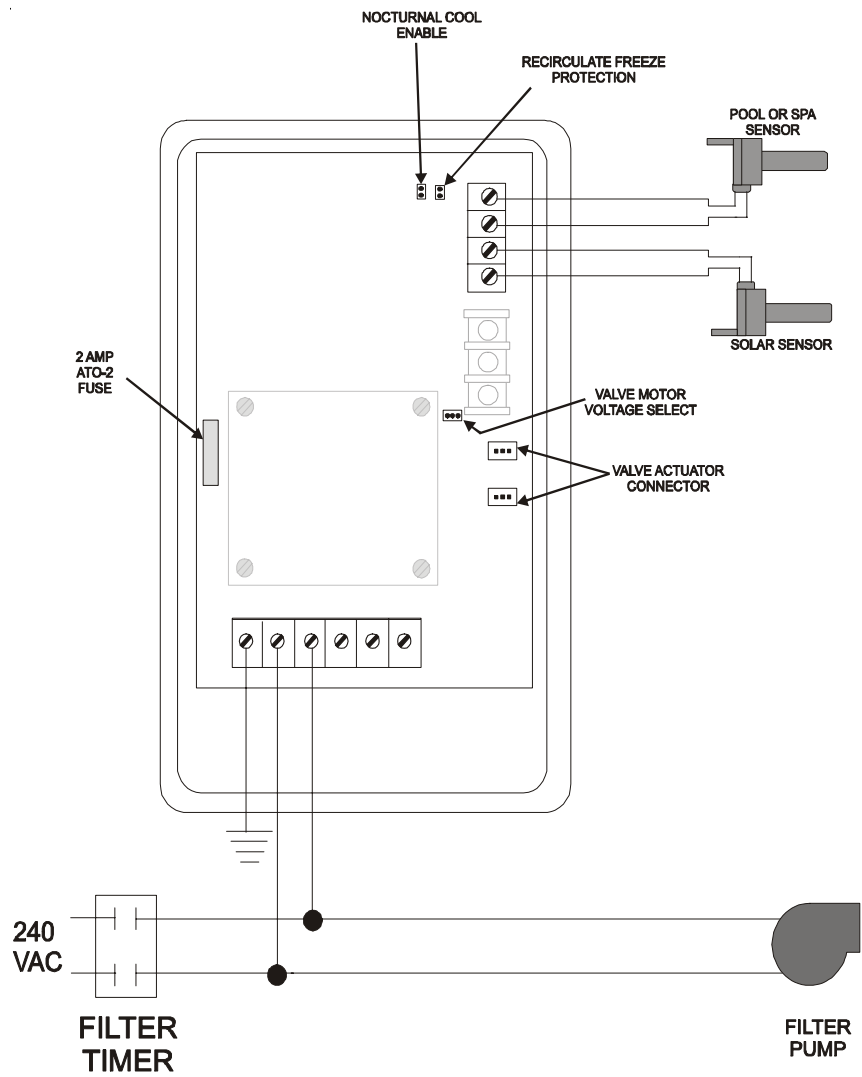 NOCTURNAL COOL
ENABLE
RECIRCULATE FREEZE
PROTECTION
POOL OR SPA
SENSOR
SOLAR SENSOR
2 AMP
ATO-2
FUSE
VALVE MOTOR
VOLTAGE SELECT
VALVE ACTUATOR
CONNECTOR
240
VAC
FILTER
TIMER
FILTER
PUMP